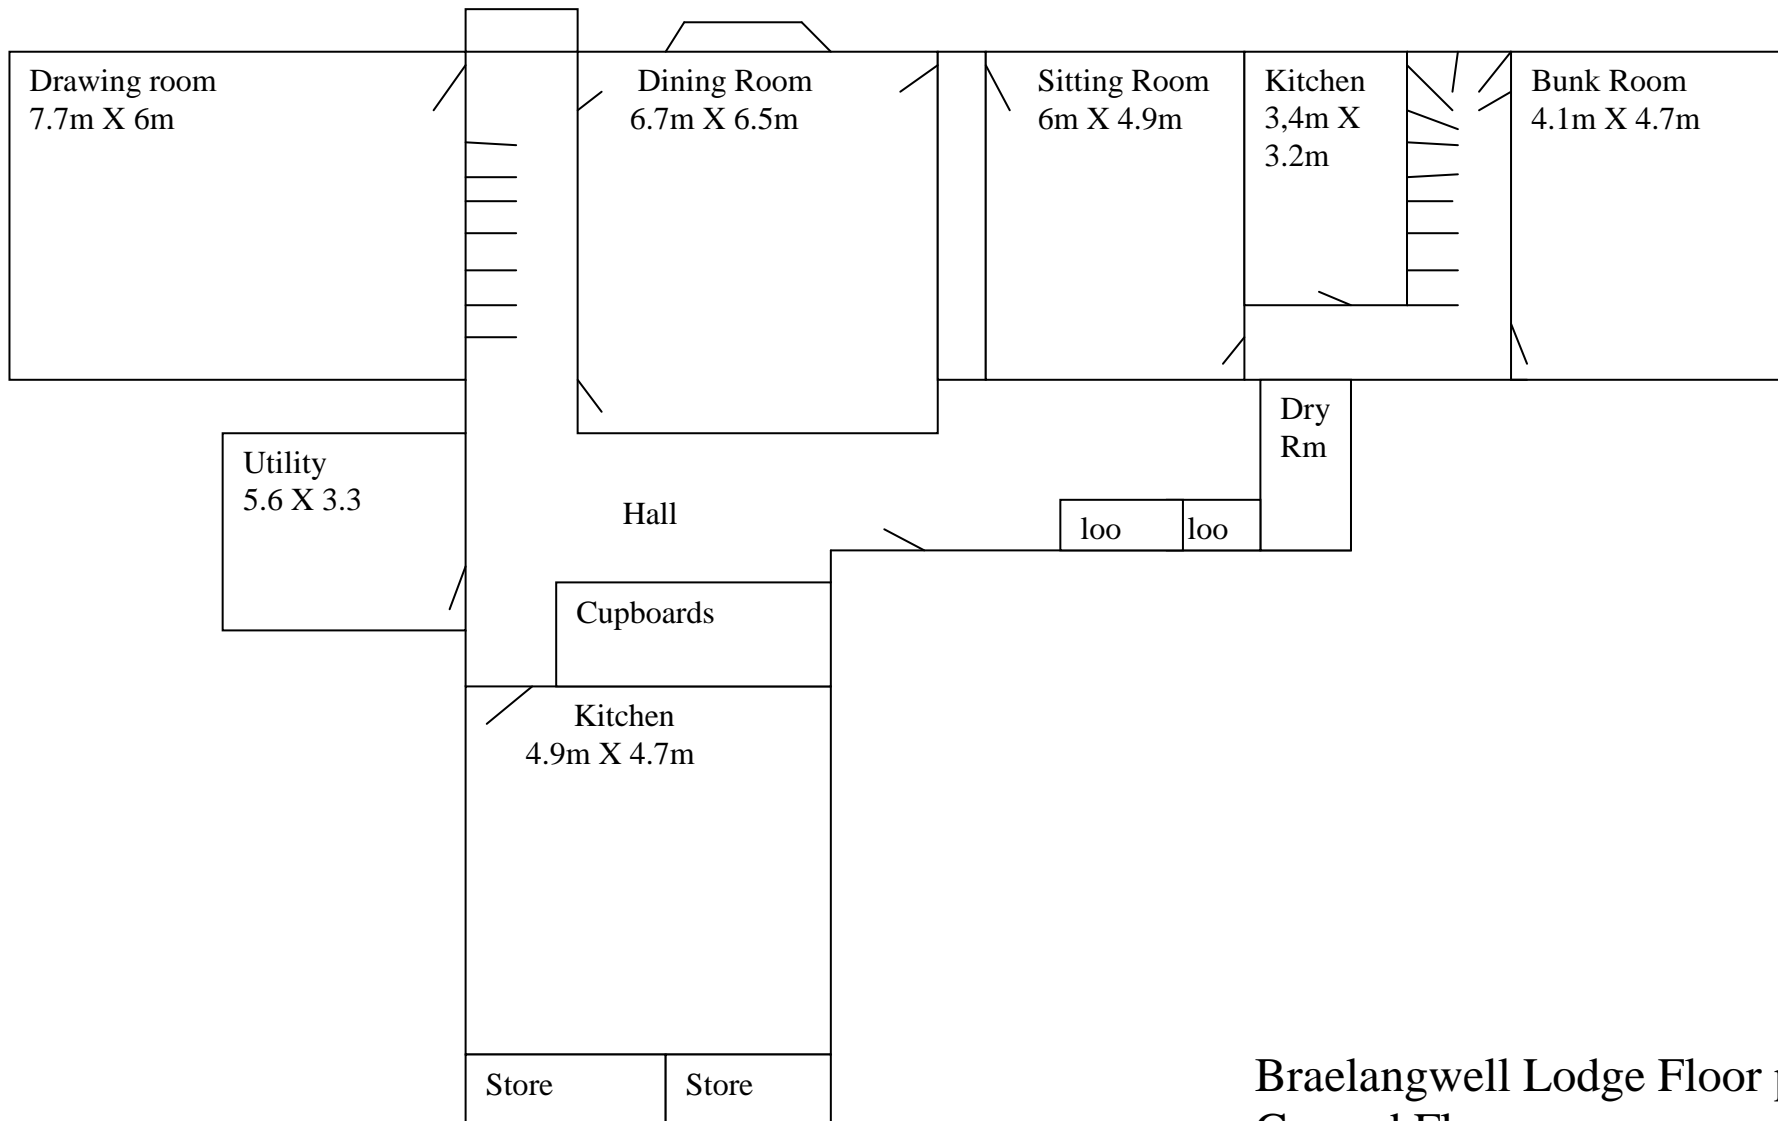 Drawing room
7.7m X 6m
Dining Room
6.7m X 6.5m
Sitting Room
6m X 4.9m
Kitchen
3,4m X
3.2m
Bunk Room
4.1m X 4.7m
Dry
Rm
Utility
5.6 X 3.3
Hall
loo
loo
Cupboards
Kitchen
4.9m X 4.7m
Store
Store
Braelangwell Lodge Floor